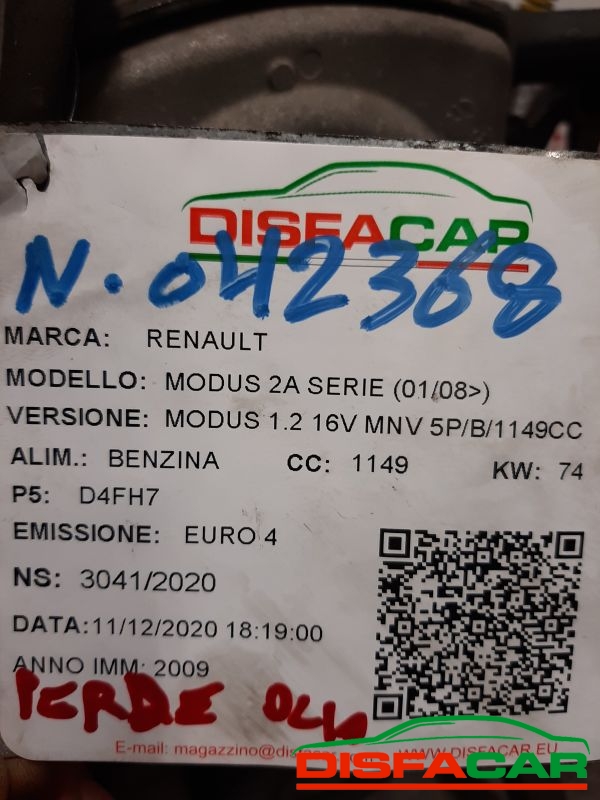 DISFACAR
N. 042368
MARCA: RENAULT
MODELLO: MODUS 2A SERIE (01/08>)
VERSIONE: MODUS 1.2 16V MNV 5P/B/1149CC
ALIM.: BENZINA CC: 1149 KW: 74
P5: D4FH7
EMISSIONE: EURO 4
NS: 3041/2020
DATA:11/12/2020 18:19:00
ANNO IMM: 2009
PERDE OLIO
E-mail: magazzino@disfacar WWW.DISFACAR.EU
DISFACAR